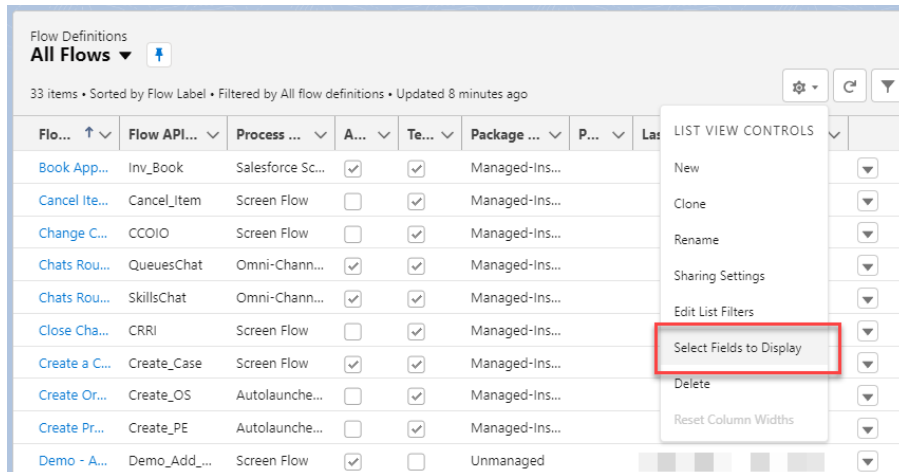 Flow Definitions
All Flows
33 items • Sorted by Flow Label • Filtered by All flow definitions • Updated 8 minutes ago
Flo... Flow API... Process ... A... Te... Package ... P... Las
LIST VIEW CONTROLS
Book App... Inv_Book Salesforce Sc... Managed-Ins...
New
Cancel Ite... Cancel_Item Screen Flow Managed-Ins...
Clone
Change C... CCOIO Screen Flow Managed-Ins...
Rename
Chats Rou... QueuesChat Omni-Chann... Managed-Ins...
Sharing Settings
Chats Rou... SkillsChat Omni-Chann... Managed-Ins...
Edit List Filters
Close Cha... CRRI Screen Flow Managed-Ins...
Select Fields to Display
Create a C... Create_Case Screen Flow Managed-Ins...
Delete
Create Or... Create_OS Autolaunche... Managed-Ins...
Reset Column Widths
Create Pr... Create_PE Autolaunche... Managed-Ins...
Demo - A... Demo_Add_... Screen Flow Unmanaged